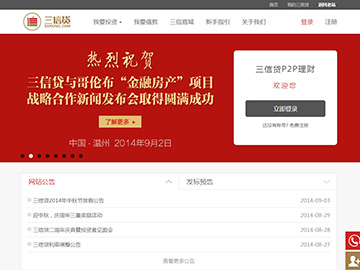 首页 我的三信贷
三信贷 我要投资 我要借款 三信商城 新手指引 关于我们 登录 注册
热烈祝贺
三信贷与哥伦布“金融房产”项目
战略合作新闻发布会取得圆满成功
了解更多
中国·温州 2014年9月2日
三信贷P2P理财
欢迎您
立即登录
还没有账号？免费注册
网站公告 发标预告
三信贷2014年中秋节放假公告 2014-09-03
迎中秋，庆周年三重奖励活动 2014-08-29
三信贷二周年庆典暨投资者见面会 2014-08-27
三信贷利率调整公告 2014-08-27
查看更多公告